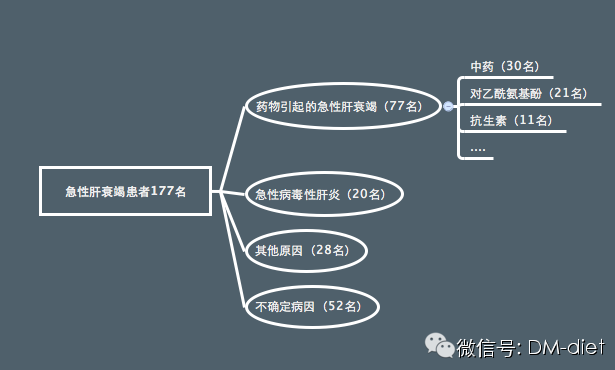 急性肝衰竭患者177名
药物引起的急性肝衰竭（77名）
中药（30名）
对乙酰氨基酚（21名）
抗生素（11名）
....
急性病毒性肝炎（20名）
其他原因（28名）
不确定病因（52名）
微信号: DM-diet